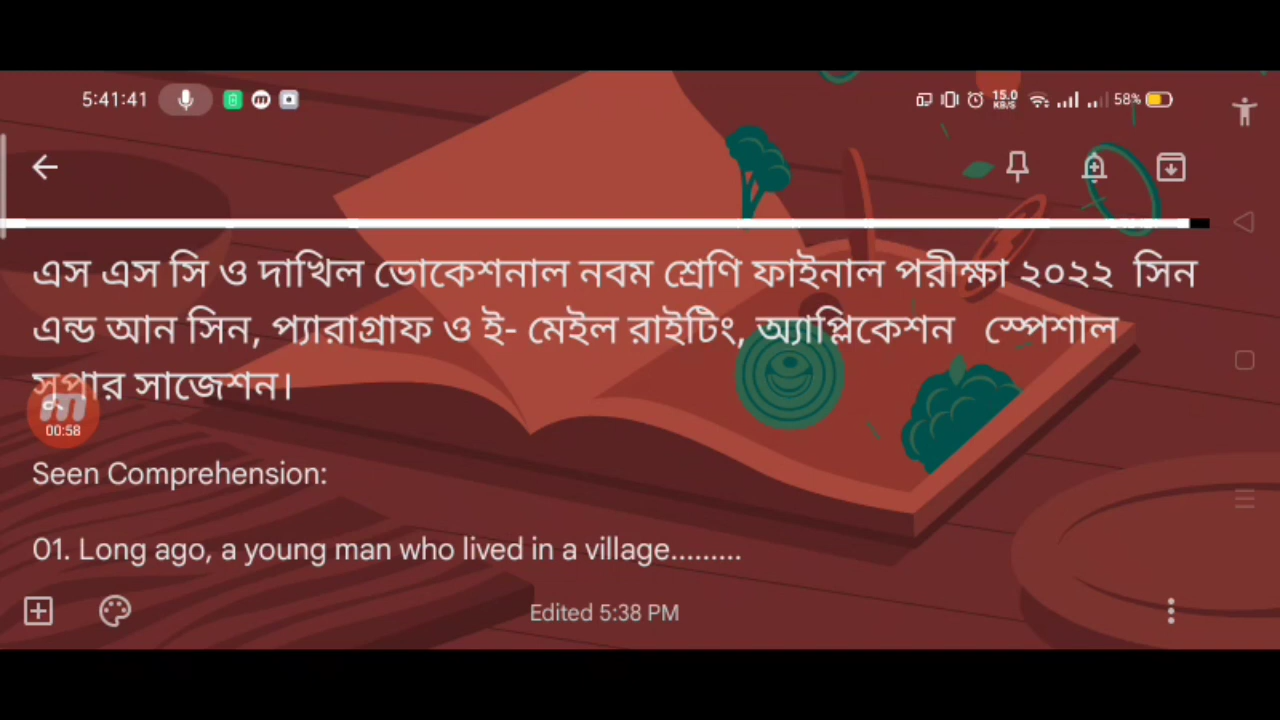 5:41:41 15.0 KB/S 58%
এস এস সি ও দাখিল ভোকেশনাল নবম শ্রেণি ফাইনাল পরীক্ষা ২০২২ সিন
এন্ড আন সিন, প্যারাগ্রাফ ও ই- মেইল রাইটিং, অ্যাপ্লিকেশন স্পেশাল
সুপার সাজেশন।
m
00:58
Seen Comprehension:
01. Long ago, a young man who lived in a village.........
Edited 5:38 PM